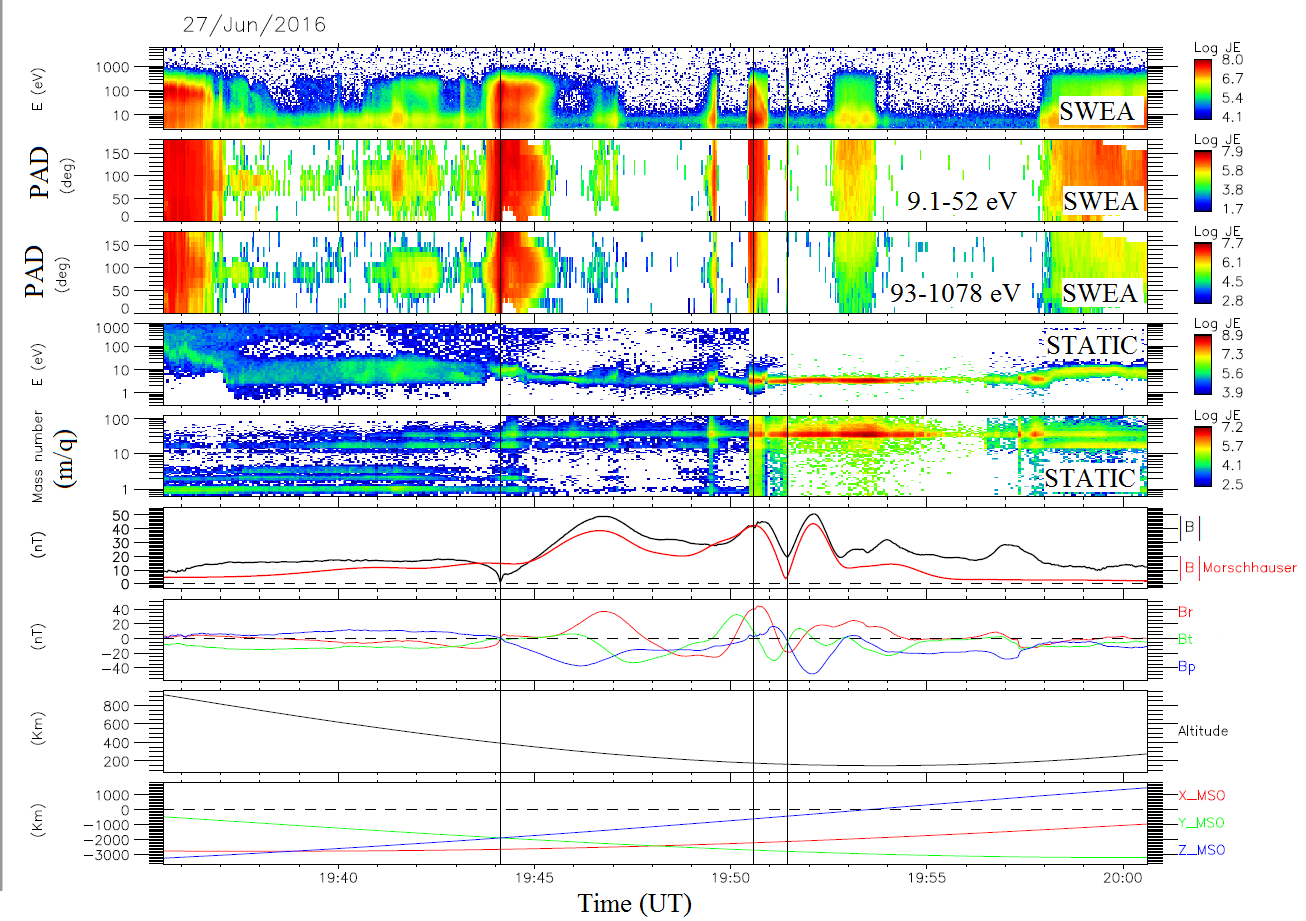 27/Jun/2016
E (eV)
1000
100
10
SWEA
Log JE
8.0
6.7
5.4
4.1
PAD
(deg)
150
100
50
0
9.1-52 eV
SWEA
Log JE
7.9
5.8
3.8
1.7
PAD
(deg)
150
100
50
0
93-1078 eV
SWEA
Log JE
7.7
6.1
4.5
2.8
E (eV)
1000
100
10
1
STATIC
Log JE
8.9
7.3
5.6
3.9
Mass number
(m/q)
100
10
1
STATIC
Log JE
7.2
5.7
4.1
2.5
(nT)
50
40
30
20
10
0
|B|
|B|Morschhauser
(nT)
40
20
0
-20
-40
Br
Bt
Bp
(Km)
800
600
400
200
Altitude
(Km)
1000
0
-1000
-2000
-3000
X_MSO
Y_MSO
Z_MSO
19:40
19:45
19:50
19:55
20:00
Time (UT)